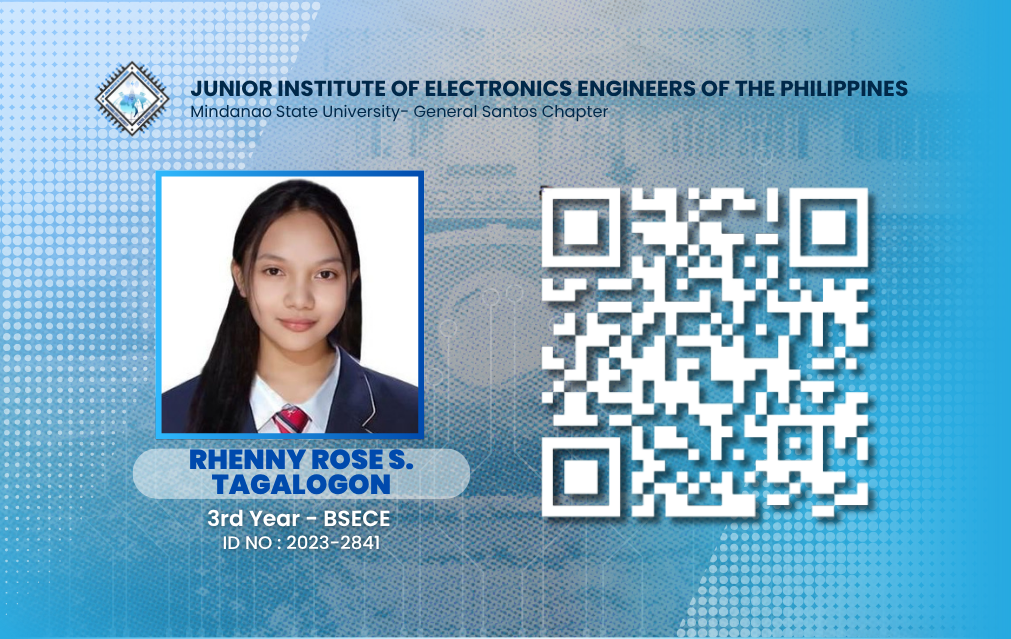 JUNIOR INSTITUTE OF ELECTRONICS ENGINEERS OF THE PHILIPPINES
Mindanao State University- General Santos Chapter
RHENNY ROSE S.
TAGALOGON
3rd Year - BSECE
ID NO : 2023-2841